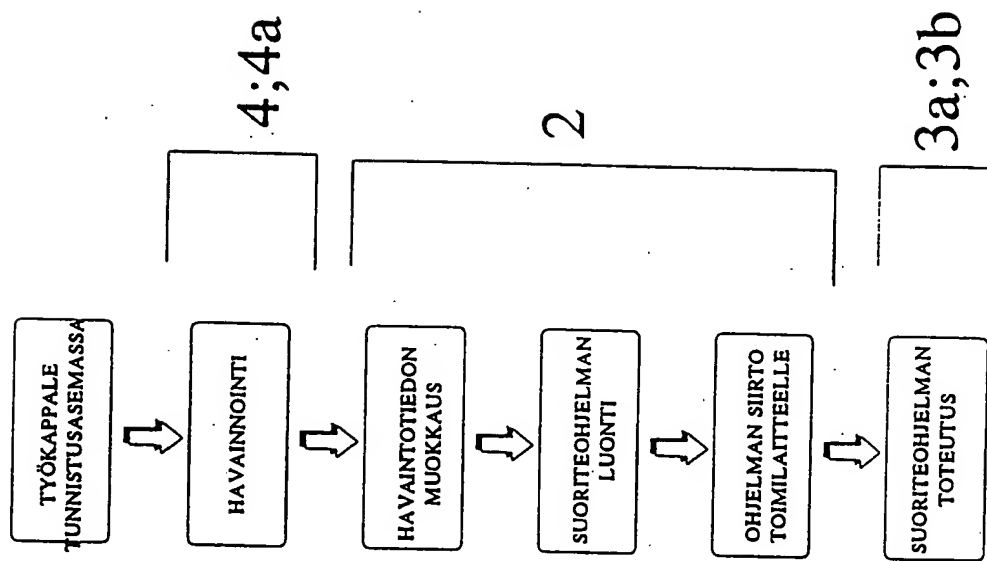 TYÖKAPPALE
TUNNISTUSASEMASSA
HAVAINNOINTI
4;4a
HAVAINTOTIEDON
MUOKKAUS
SUORITEOHJELMAN
LUONTI
2
OHJELMAN SIIRTO
TOIMILAITTEELLE
SUORITEOHJELMAN
TOTEUTUS
3a;3b